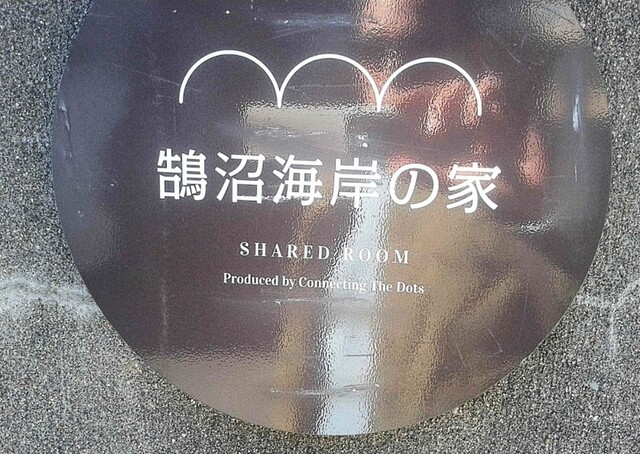 鵠沼海岸の家
SHARED ROOM
Produced by Connecting The Dots